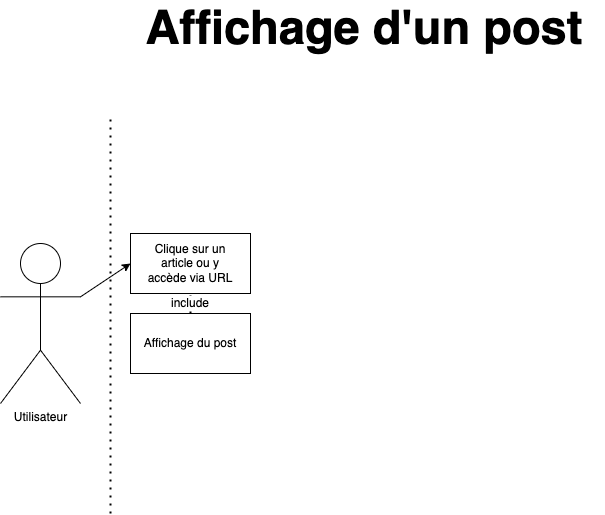 Affichage d'un post
Clique sur un
article ou y
accède via URL
include
Affichage du post
Utilisateur